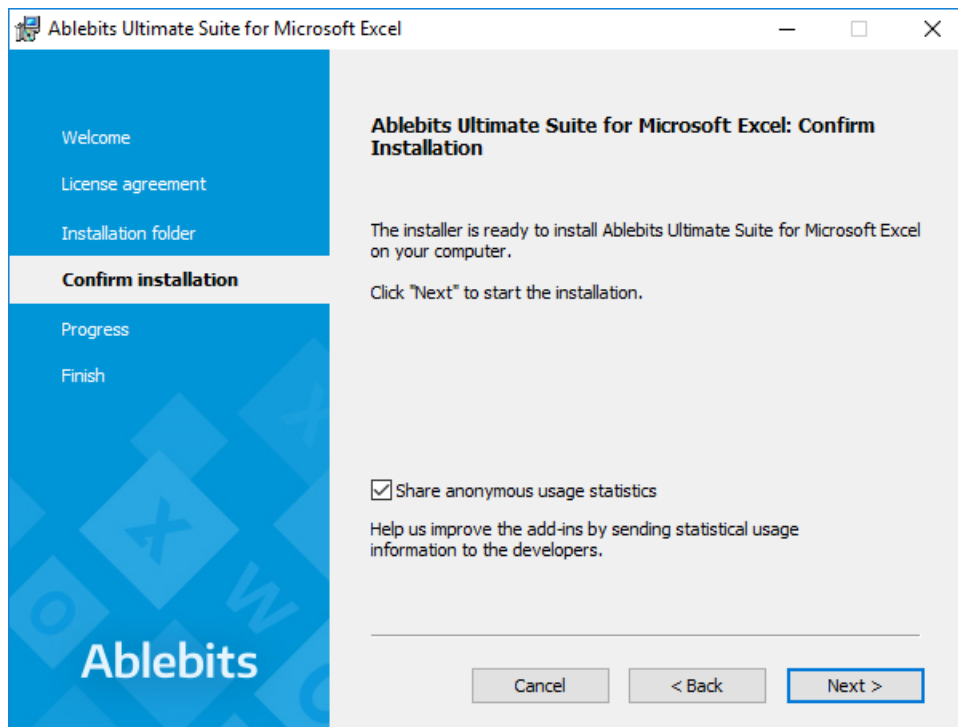 Ablebits Ultimate Suite for Microsoft Excel
Welcome
License agreement
Installation folder
Confirm installation
Progress
Finish
Ablebits
Ablebits Ultimate Suite for Microsoft Excel: Confirm
Installation
The installer is ready to install Ablebits Ultimate Suite for Microsoft Excel
on your computer.
Click "Next" to start the installation.
Share anonymous usage statistics
Help us improve the add-ins by sending statistical usage
information to the developers.
Cancel
< Back
Next >